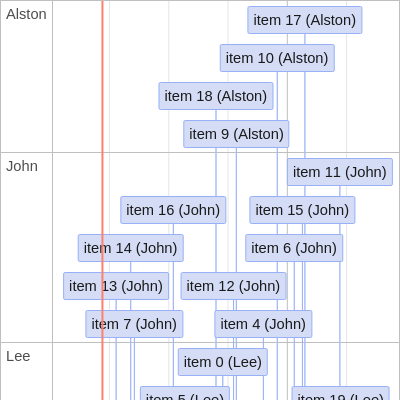 Alston
item 17 (Alston)
item 10 (Alston)
item 18 (Alston)
item 9 (Alston)
John
item 11 (John)
item 16 (John)
item 15 (John)
item 14 (John)
item 6 (John)
item 13 (John)
item 12 (John)
item 7 (John)
item 4 (John)
Lee
item 0 (Lee)
item 5 (Lee)
item 19 (Lee)